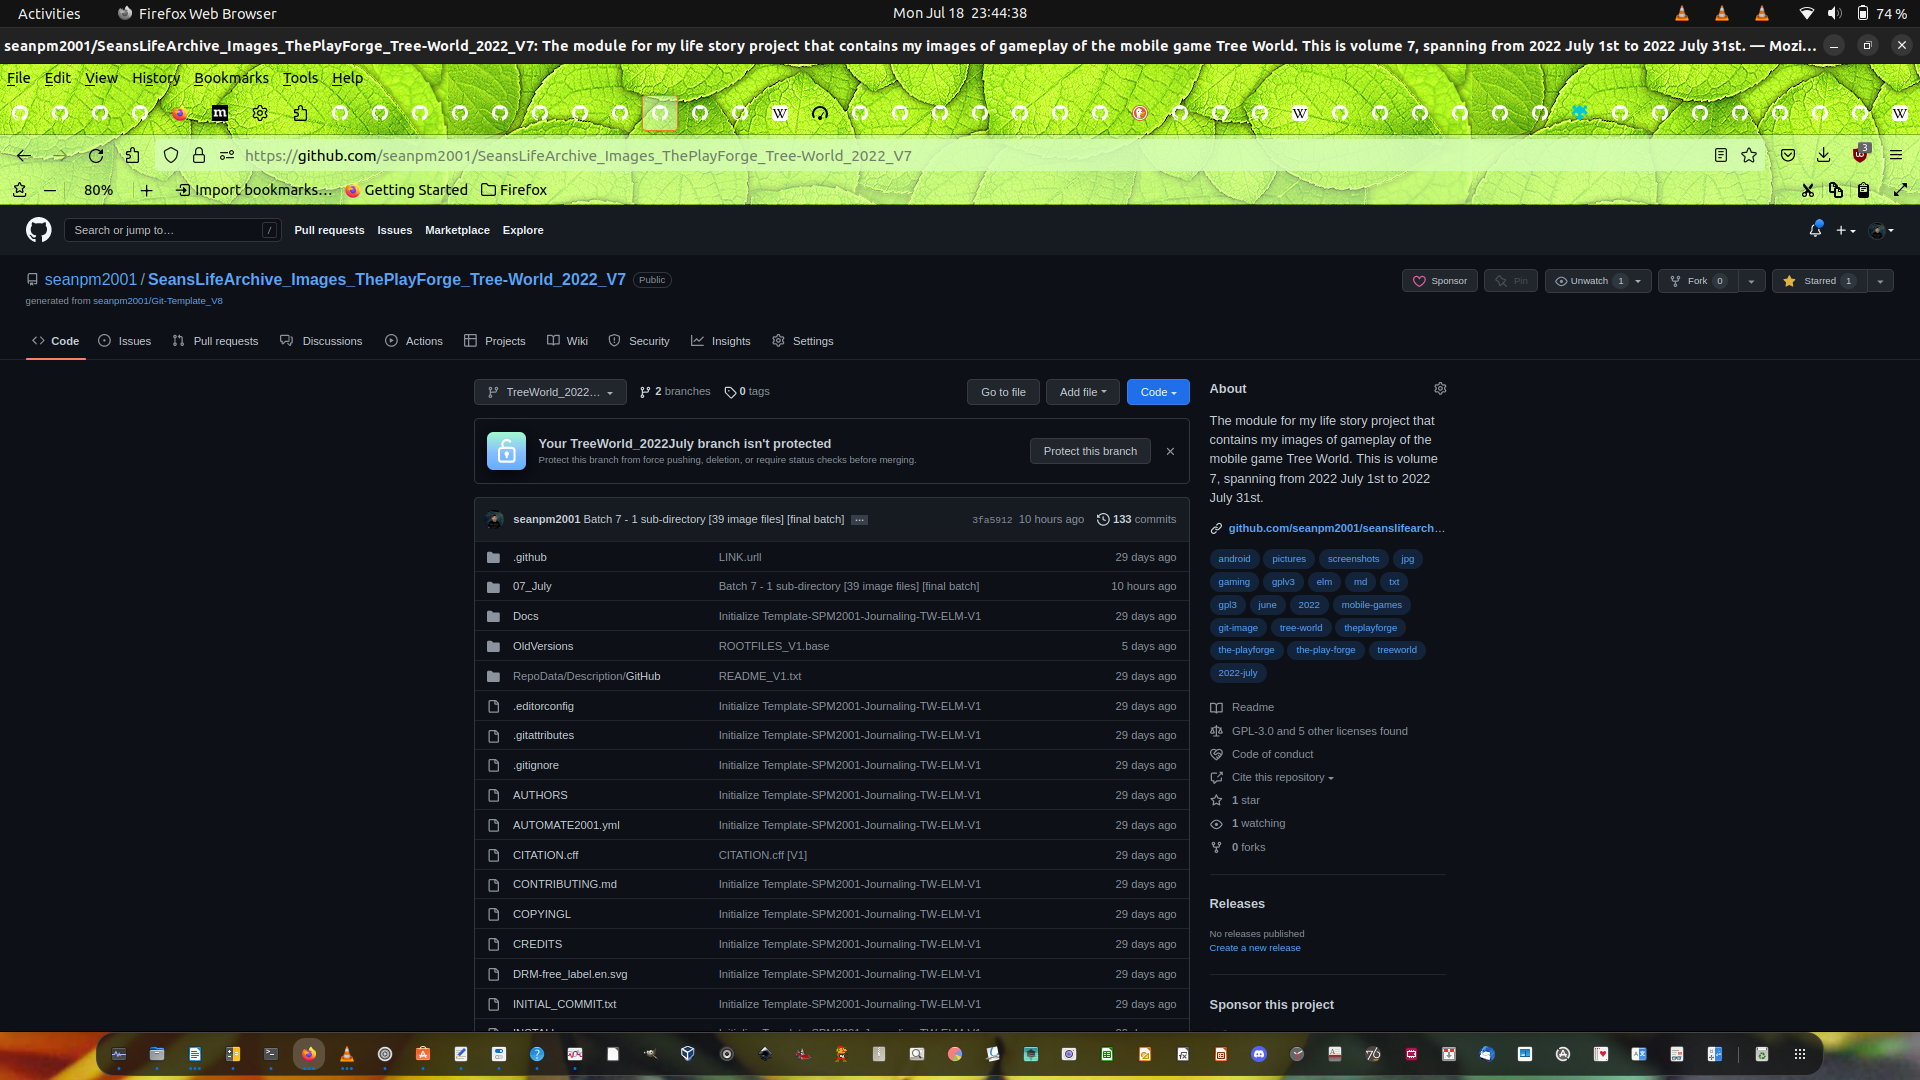 Activities
Firefox Web Browser
Mon Jul 18 23:44:38
74 %
seanpm2001/SeansLifeArchive_Images_ThePlayForge_Tree-World_2022_V7: The module for my life story project that contains my images of gameplay of the mobile game Tree World. This is volume 7, spanning from 2022 July 1st to 2022 July 31st. — Mozi…
File Edit View History Bookmarks Tools Help
https://github.com/seanpm2001/SeansLifeArchive_Images_ThePlayForge_Tree-World_2022_V7
3
80%
Import bookmarks…
Getting Started
Firefox
Search or jump to…
/
Pull requests Issues Marketplace Explore
seanpm2001 / SeansLifeArchive_Images_ThePlayForge_Tree-World_2022_V7 Public
generated from seanpm2001/Git-Template_V8
Sponsor
Pin
Unwatch 1
Fork 0
Starred 1
Code
Issues
Pull requests
Discussions
Actions
Projects
Wiki
Security
Insights
Settings
TreeWorld_2022…
2 branches
0 tags
Go to file
Add file
Code
Your TreeWorld_2022July branch isn't protected
Protect this branch from force pushing, deletion, or require status checks before merging.
Protect this branch
seanpm2001 Batch 7 - 1 sub-directory [39 image files] [final batch] …
3fa5912 10 hours ago
133 commits
.github LINK.urll 29 days ago
07_July Batch 7 - 1 sub-directory [39 image files] [final batch] 10 hours ago
Docs Initialize Template-SPM2001-Journaling-TW-ELM-V1 29 days ago
OldVersions ROOTFILES_V1.base 5 days ago
RepoData/Description/GitHub README_V1.txt 29 days ago
.editorconfig Initialize Template-SPM2001-Journaling-TW-ELM-V1 29 days ago
.gitattributes Initialize Template-SPM2001-Journaling-TW-ELM-V1 29 days ago
.gitignore Initialize Template-SPM2001-Journaling-TW-ELM-V1 29 days ago
AUTHORS Initialize Template-SPM2001-Journaling-TW-ELM-V1 29 days ago
AUTOMATE2001.yml Initialize Template-SPM2001-Journaling-TW-ELM-V1 29 days ago
CITATION.cff CITATION.cff [V1] 29 days ago
CONTRIBUTING.md Initialize Template-SPM2001-Journaling-TW-ELM-V1 29 days ago
COPYINGL Initialize Template-SPM2001-Journaling-TW-ELM-V1 29 days ago
CREDITS Initialize Template-SPM2001-Journaling-TW-ELM-V1 29 days ago
DRM-free_label.en.svg Initialize Template-SPM2001-Journaling-TW-ELM-V1 29 days ago
INITIAL_COMMIT.txt Initialize Template-SPM2001-Journaling-TW-ELM-V1 29 days ago
About
The module for my life story project that
contains my images of gameplay of the
mobile game Tree World. This is volume
7, spanning from 2022 July 1st to 2022
July 31st.
github.com/seanpm2001/seanslifearch…
android pictures screenshots jpg
gaming gplv3 elm md txt
gpl3 june 2022 mobile-games
git-image tree-world theplayforge
the-playforge the-play-forge treeworld
2022-july
Readme
GPL-3.0 and 5 other licenses found
Code of conduct
Cite this repository
1 star
1 watching
0 forks
Releases
No releases published
Create a new release
Sponsor this project